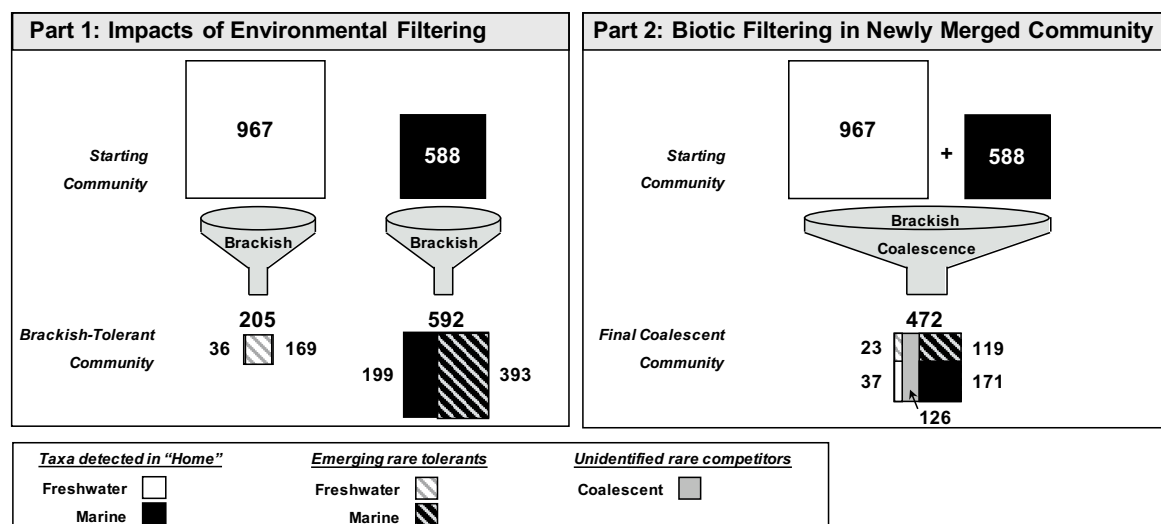 Part 1: Impacts of Environmental Filtering
967
588
Starting
Community
Brackish
Brackish
205
592
Brackish-Tolerant
Community
36
169
199
393
Part 2: Biotic Filtering in Newly Merged Community
967
+
588
Starting
Community
Brackish
Coalescence
472
Final Coalescent
Community
23
119
37
171
126
Taxa detected in “Home”
Freshwater
Marine
Emerging rare tolerants
Freshwater
Marine
Unidentified rare competitors
Coalescent